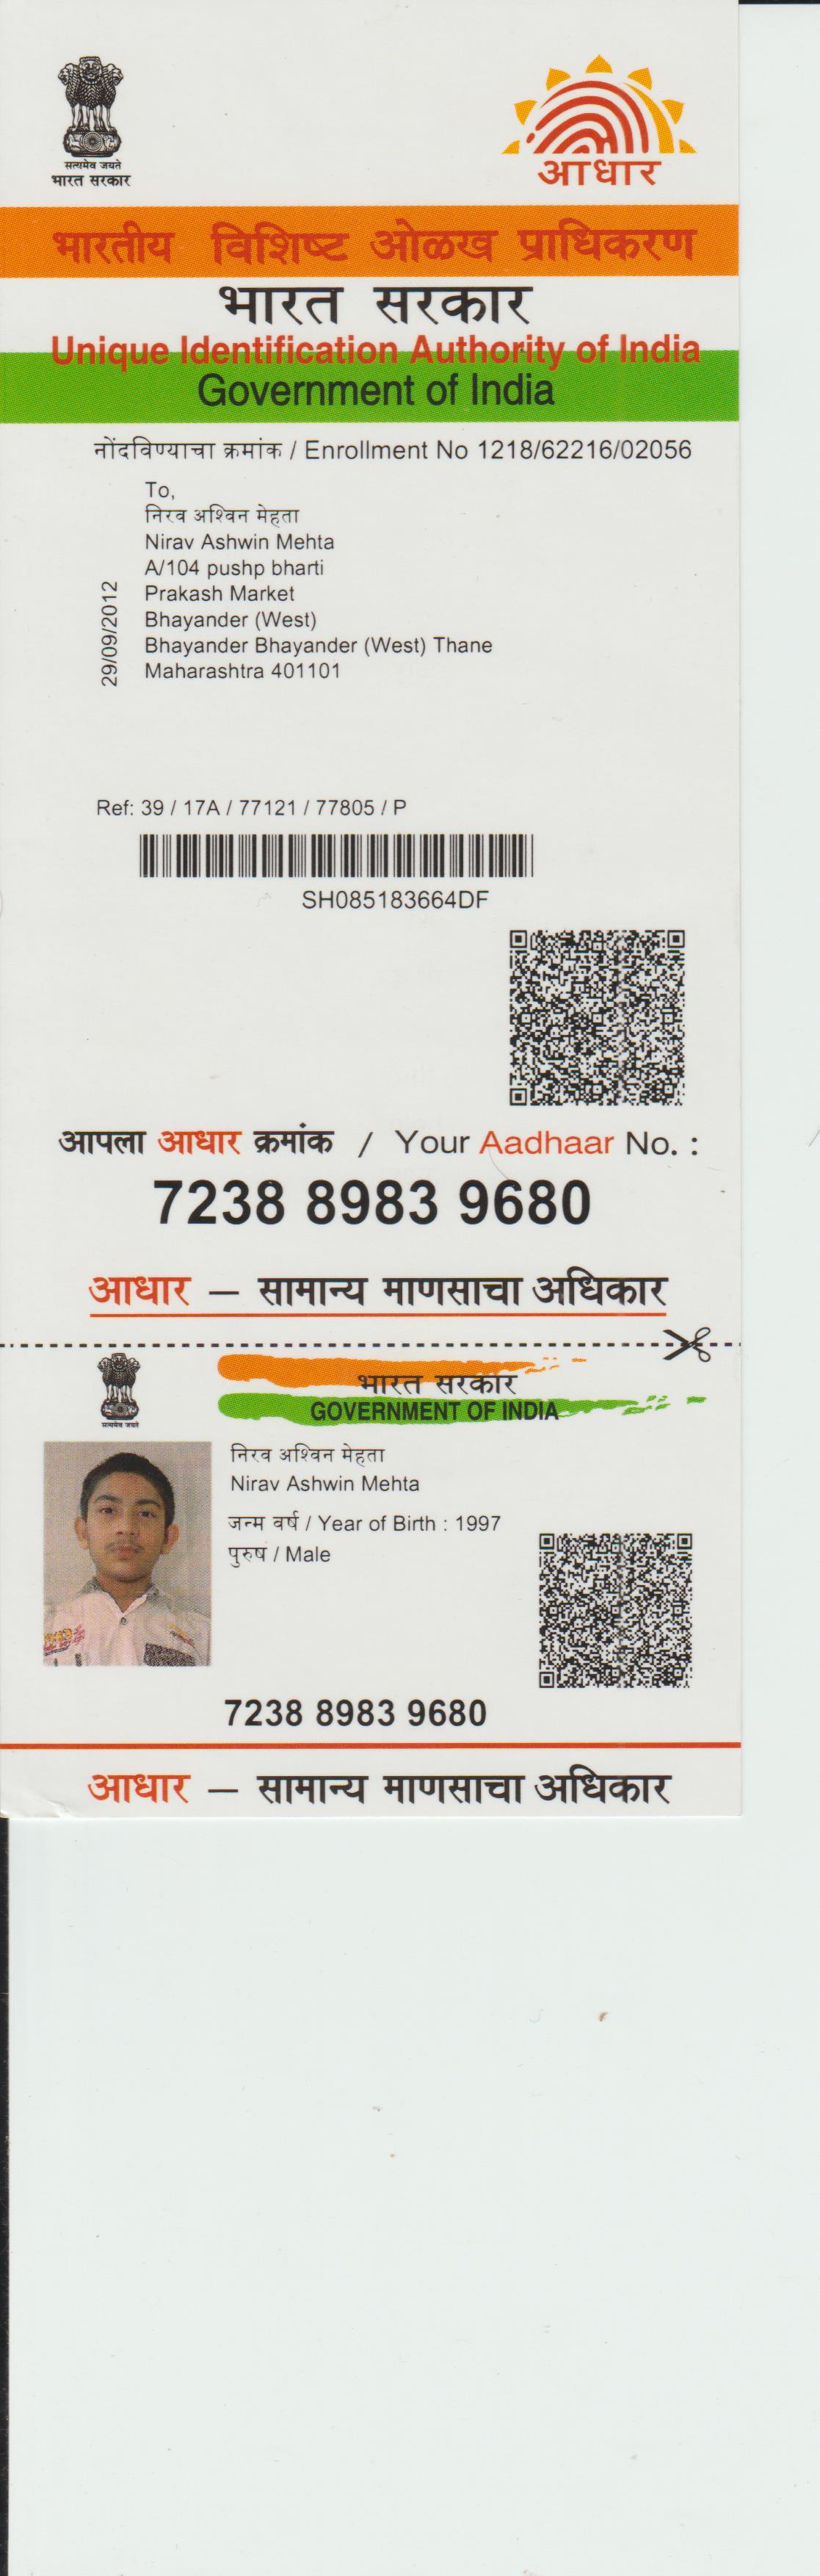 सत्यमेव जयते
भारत सरकार
आधार
भारतीय विशिष्ट ओळख प्राधिकरण
भारत सरकार
Unique Identification Authority of India
Government of India
नोंदविण्याचा क्रमांक / Enrollment No 1218/62216/02056
To,
निरव अश्विन मेहता
Nirav Ashwin Mehta
A/104 pushp bharti
Prakash Market
Bhayander (West)
Bhayander Bhayander (West) Thane
Maharashtra 401101
29/09/2012
Ref: 39 / 17A / 77121 / 77805 / P
SH085183664DF
आपला आधार क्रमांक / Your Aadhaar No. :
7238 8983 9680
आधार – सामान्य माणसाचा अधिकार
सत्यमेव जयते
भारत सरकार
GOVERNMENT OF INDIA
निरव अश्विन मेहता
Nirav Ashwin Mehta
जन्म वर्ष / Year of Birth : 1997
पुरुष / Male
7238 8983 9680
आधार – सामान्य माणसाचा अधिकार